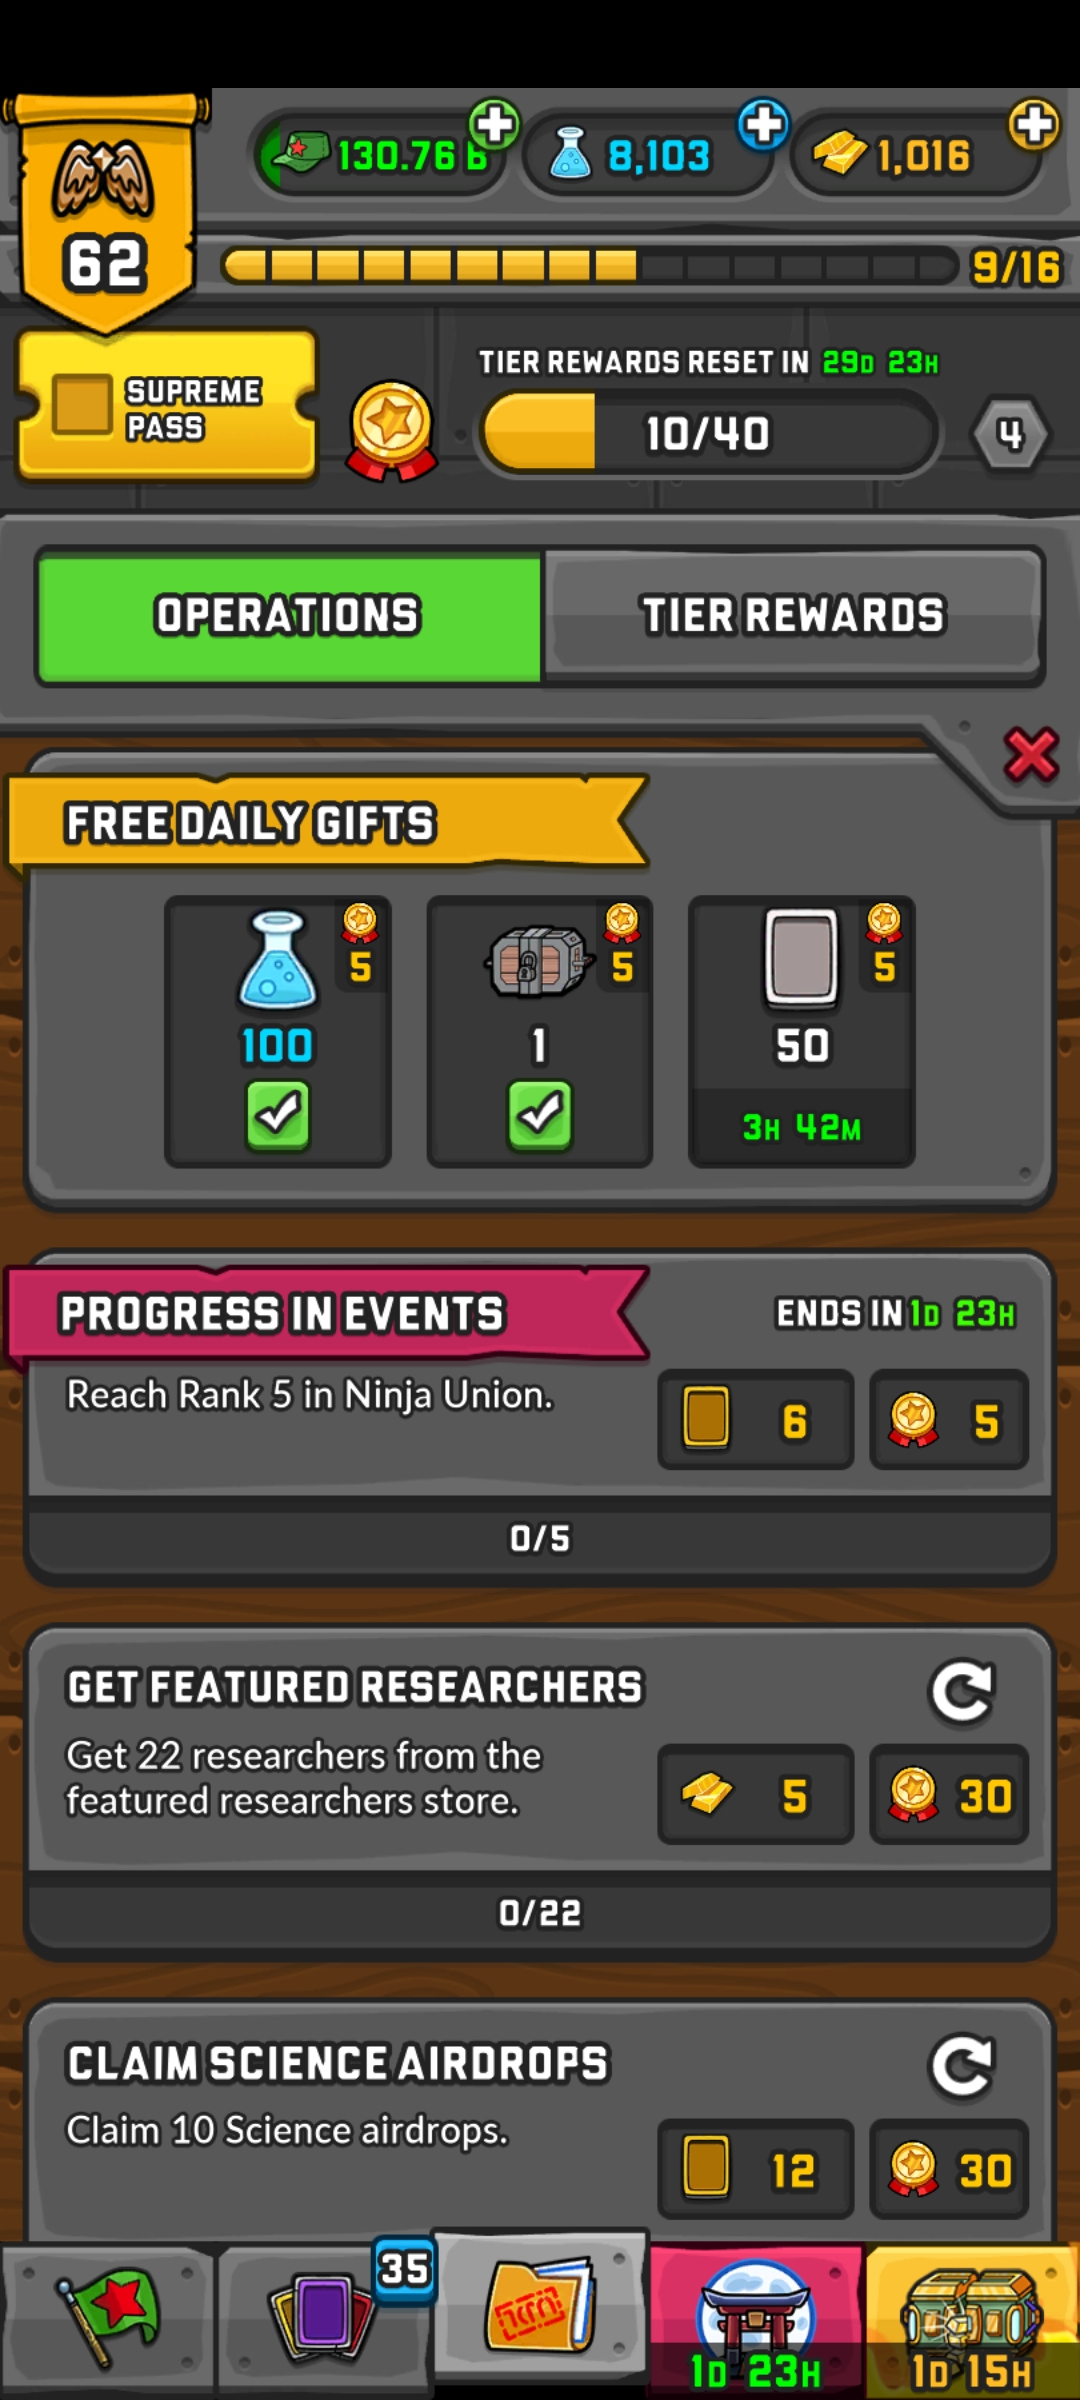 130.76 B
8,103
1,016
62
9/16
SUPREME
PASS
TIER REWARDS RESET IN 29D 23H
10/40
4
OPERATIONS
TIER REWARDS
FREE DAILY GIFTS
5
5
5
100
1
50
3H 42M
PROGRESS IN EVENTS
ENDS IN 1D 23H
Reach Rank 5 in Ninja Union.
6
5
0/5
GET FEATURED RESEARCHERS
Get 22 researchers from the
featured researchers store.
5
30
0/22
CLAIM SCIENCE AIRDROPS
Claim 10 Science airdrops.
12
30
35
1D 23H
1D 15H